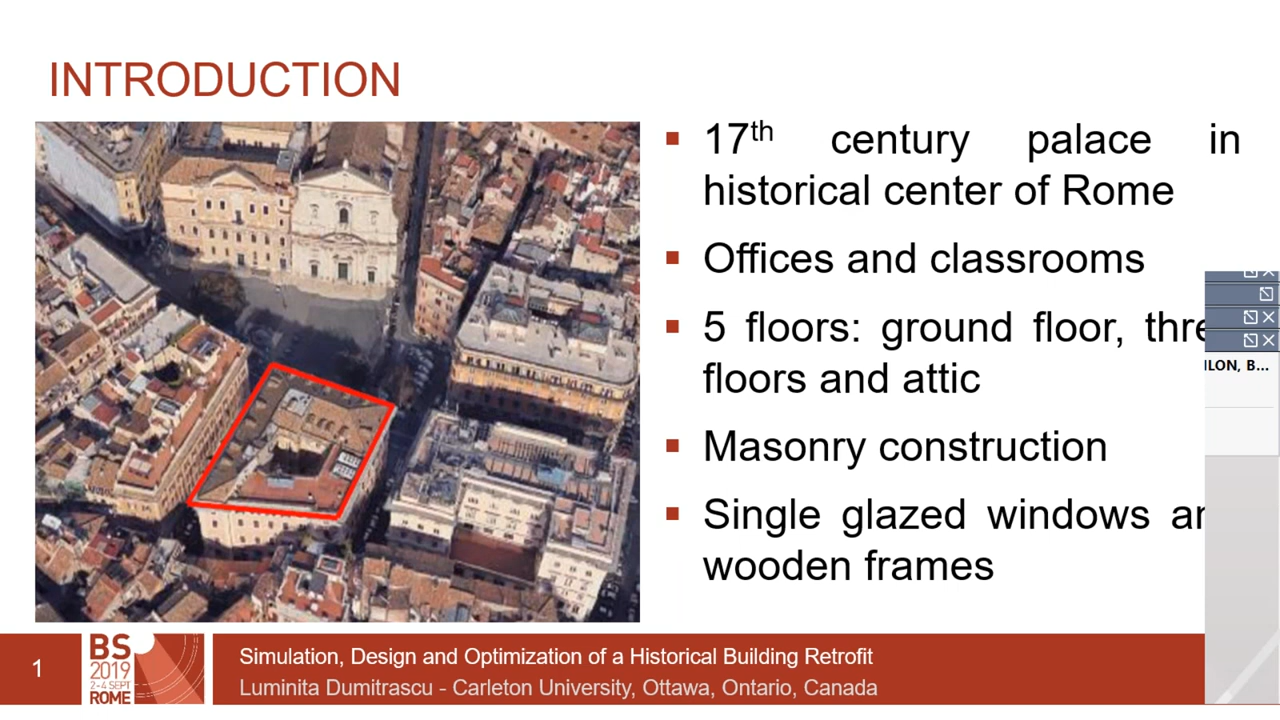 INTRODUCTION
17th century palace in
historical center of Rome
Offices and classrooms
5 floors: ground floor, thre
floors and attic
Masonry construction
Single glazed windows an
wooden frames
ILON, B...
1
BS
2019
2-4 SEPT
ROME
Simulation, Design and Optimization of a Historical Building Retrofit
Luminita Dumitrascu - Carleton University, Ottawa, Ontario, Canada